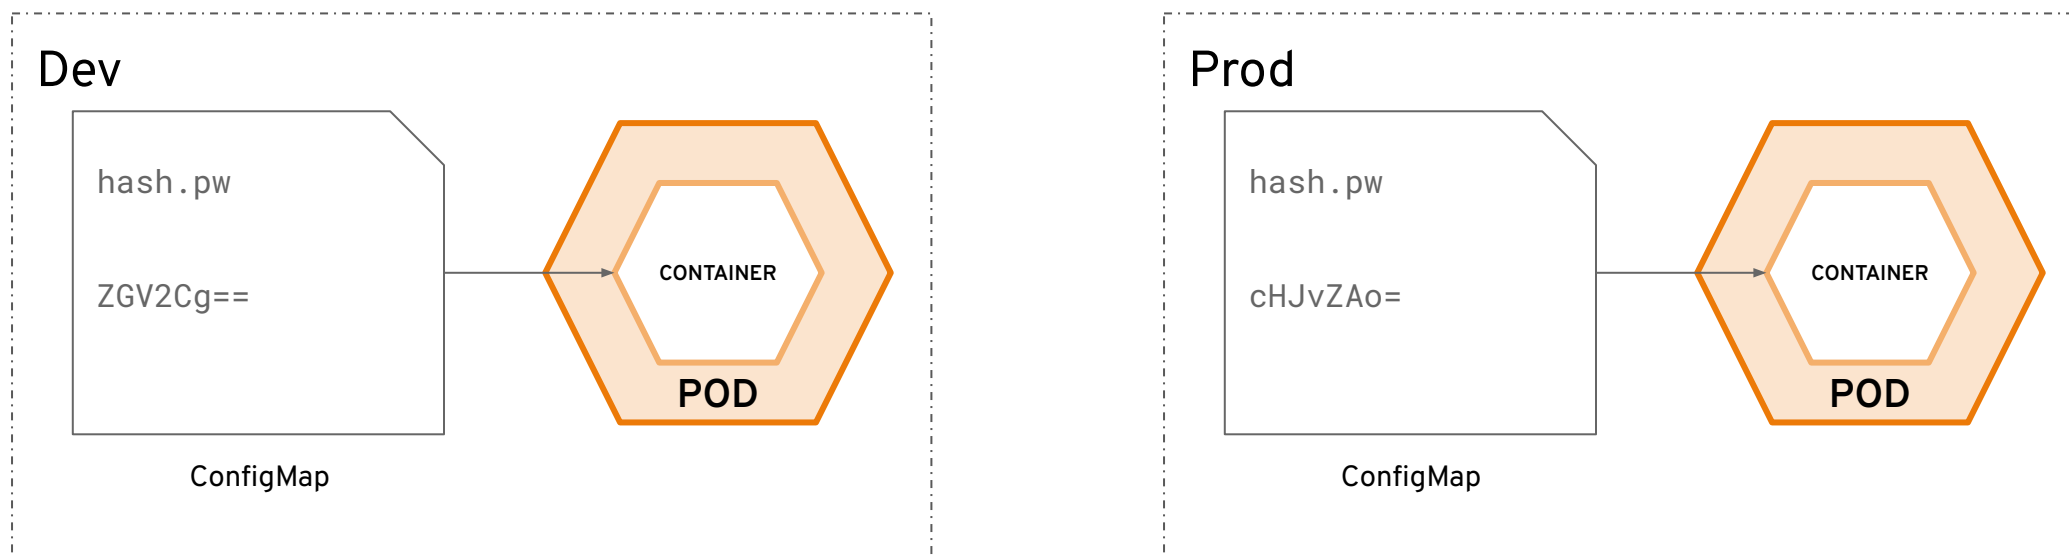 Dev
hash.pw
ZGV2Cg==
CONTAINER
POD
ConfigMap
Prod
hash.pw
cHJvZAo=
CONTAINER
POD
ConfigMap